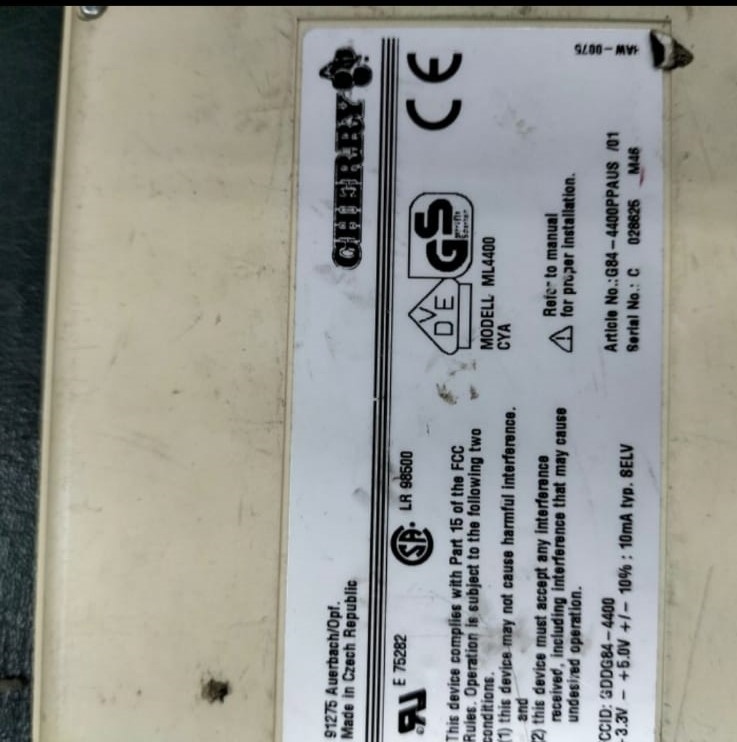 91275 Auerbach/Opf.
Made in Czech Republic
CHERRY
E 75282
LR 98500
This device complies with Part 15 of the FCC
Rules. Operation is subject to the following two
conditions.
(1) this device may not cause harmful interference.
and
(2) this device must accept any interference
received, including interference that may cause
undesired operation.
CCID: GDDG84-4400
3.3V - +5.0V +/- 10% ; 10mA typ. SELV
VDE
GS
CE
MODELL ML4400
CYA
Refer to manual
for proper installation.
Article No.:G84-4400PPAUS /01
Serial No.: C 028625 M46
-0075